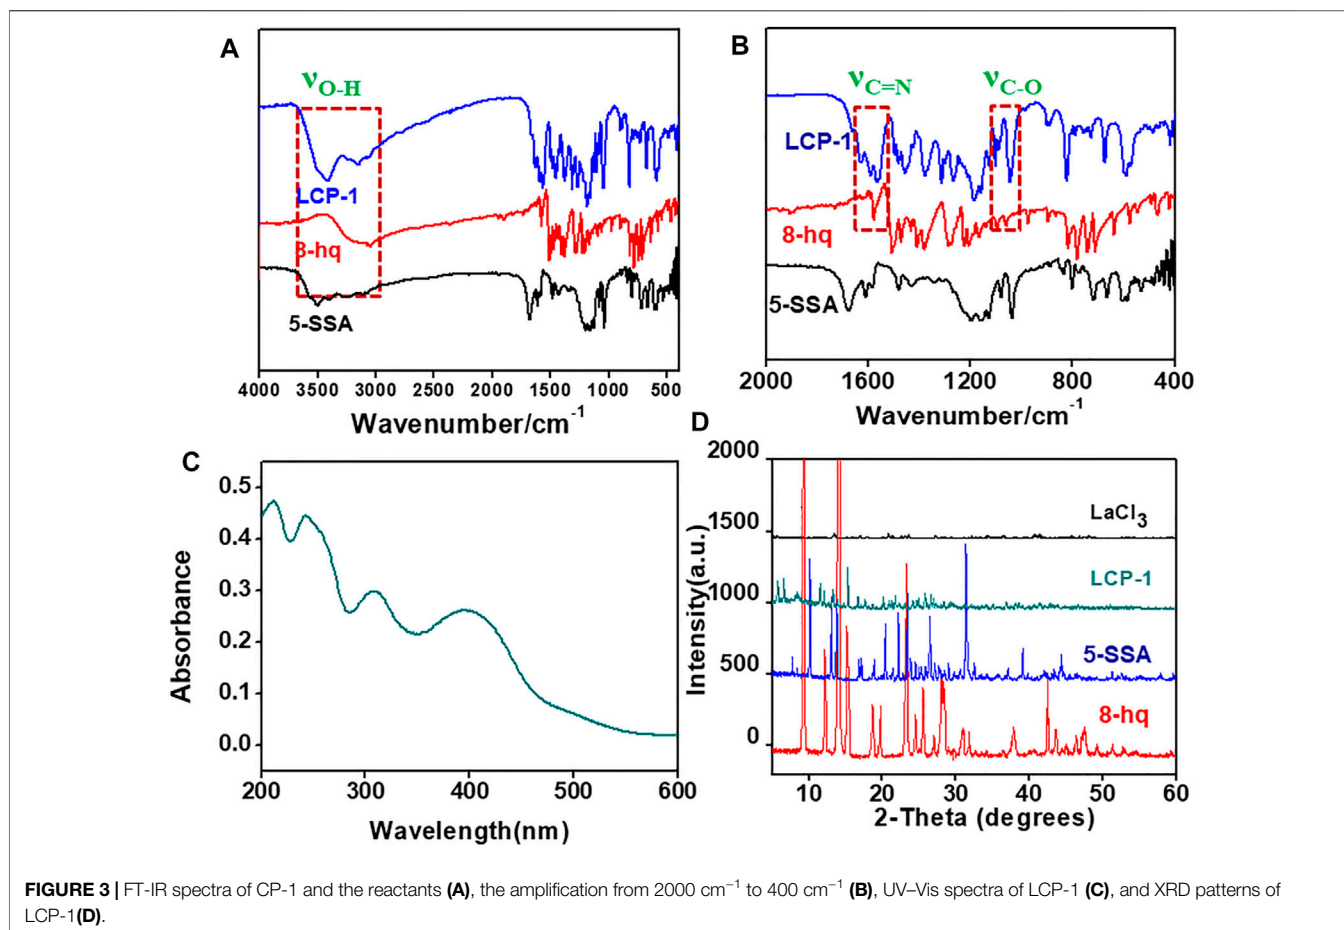 A
νO-H
LCP-1
8-hq
5-SSA
4000 3500 3000 2000 1500 1000 500
Wavenumber/cm-1
B
νC=N
νC-O
LCP-1
8-hq
5-SSA
2000 1600 1200 800 400
Wavenumber/cm-1
C
0.5
0.4
0.3
0.2
0.1
0.0
Absorbance
200 300 400 500 600
Wavelength(nm)
D
2000
1500
1000
500
0
Intensity(a.u.)
LaCl3
LCP-1
5-SSA
8-hq
10 20 30 40 50 60
2-Theta (degrees)
FIGURE 3 | FT-IR spectra of CP-1 and the reactants (A), the amplification from 2000 cm−1 to 400 cm−1 (B), UV–Vis spectra of LCP-1 (C), and XRD patterns of
LCP-1(D).